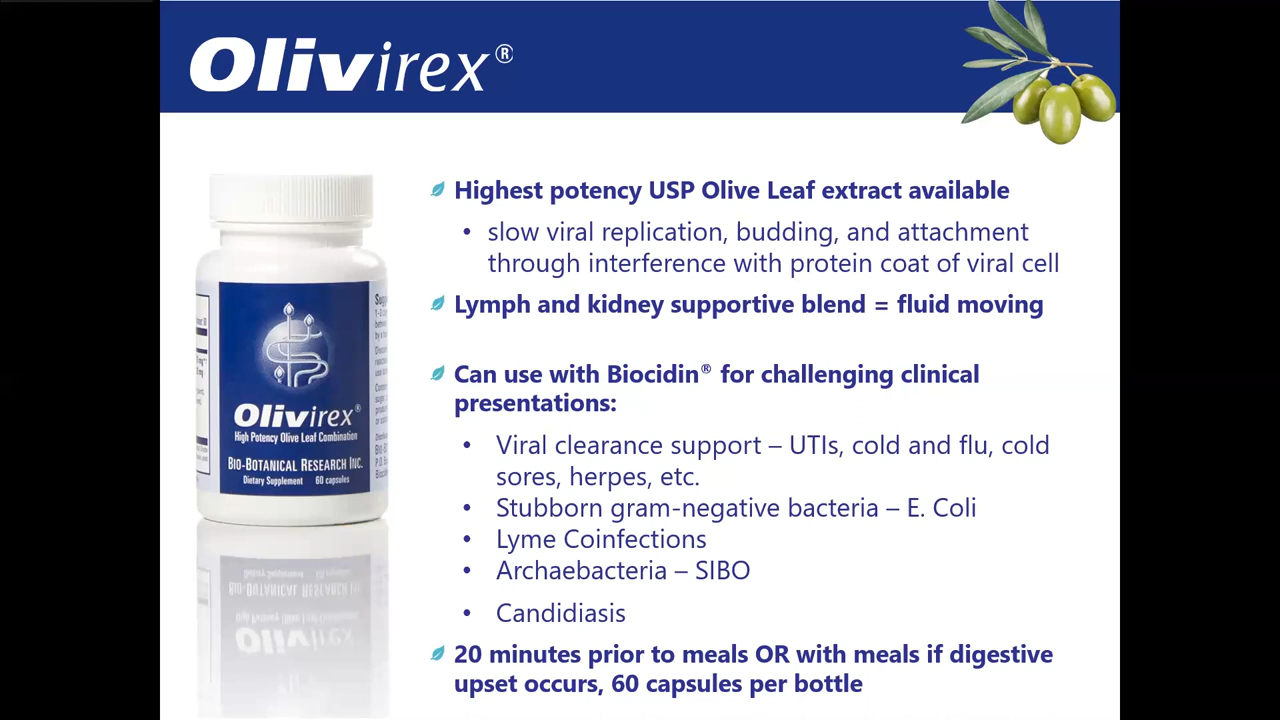 Olivirex®
Highest potency USP Olive Leaf extract available
• slow viral replication, budding, and attachment
through interference with protein coat of viral cell
Lymph and kidney supportive blend = fluid moving
Can use with Biocidin® for challenging clinical
presentations:
• Viral clearance support – UTIs, cold and flu, cold
sores, herpes, etc.
• Stubborn gram-negative bacteria – E. Coli
• Lyme Coinfections
• Archaebacteria – SIBO
• Candidiasis
20 minutes prior to meals OR with meals if digestive
upset occurs, 60 capsules per bottle
Olivirex®
High Potency Olive Leaf Combination
BIO-BOTANICAL RESEARCH INC.
Dietary Supplement 60 capsules